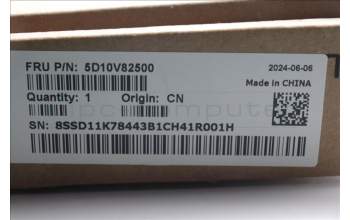 FRU P/N: 5D10V82500
2024-06-06
Made in CHINA
Quantity: 1 Origin: CN
SN: 8SSD11K78443B1CH41R001H